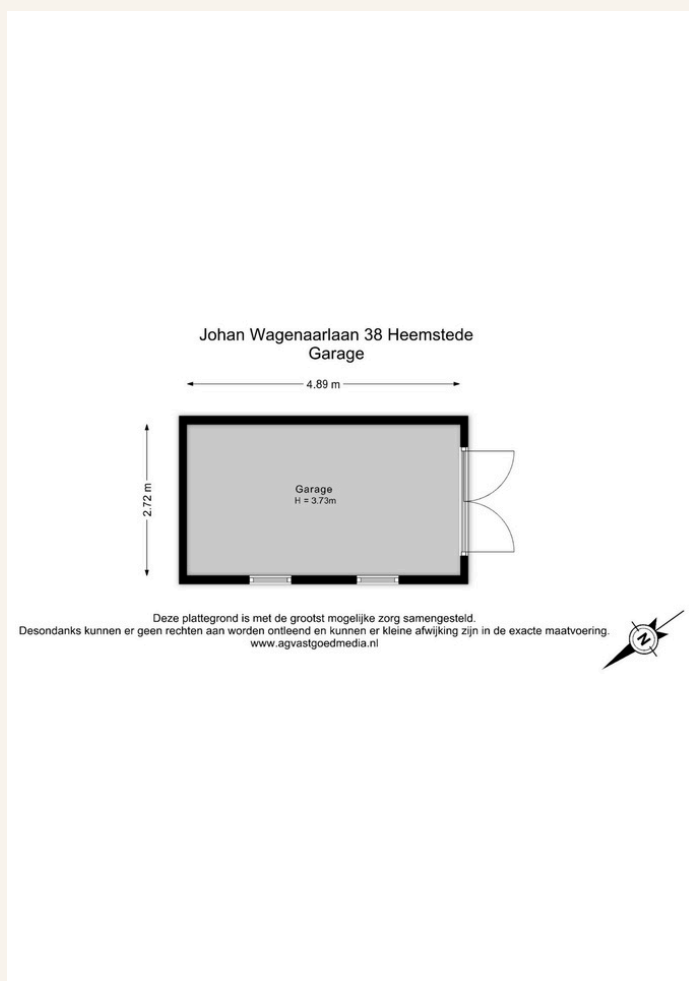 Johan Wagenaarlaan 38 Heemstede
Garage
4.89 m
2.72 m
Garage
H = 3.73m
Deze plattegrond is met de grootst mogelijke zorg samengesteld.
Desondanks kunnen er geen rechten aan worden ontleend en kunnen er kleine afwijking zijn in de exacte maatvoering.
www.agvastgoedmedia.nl
N